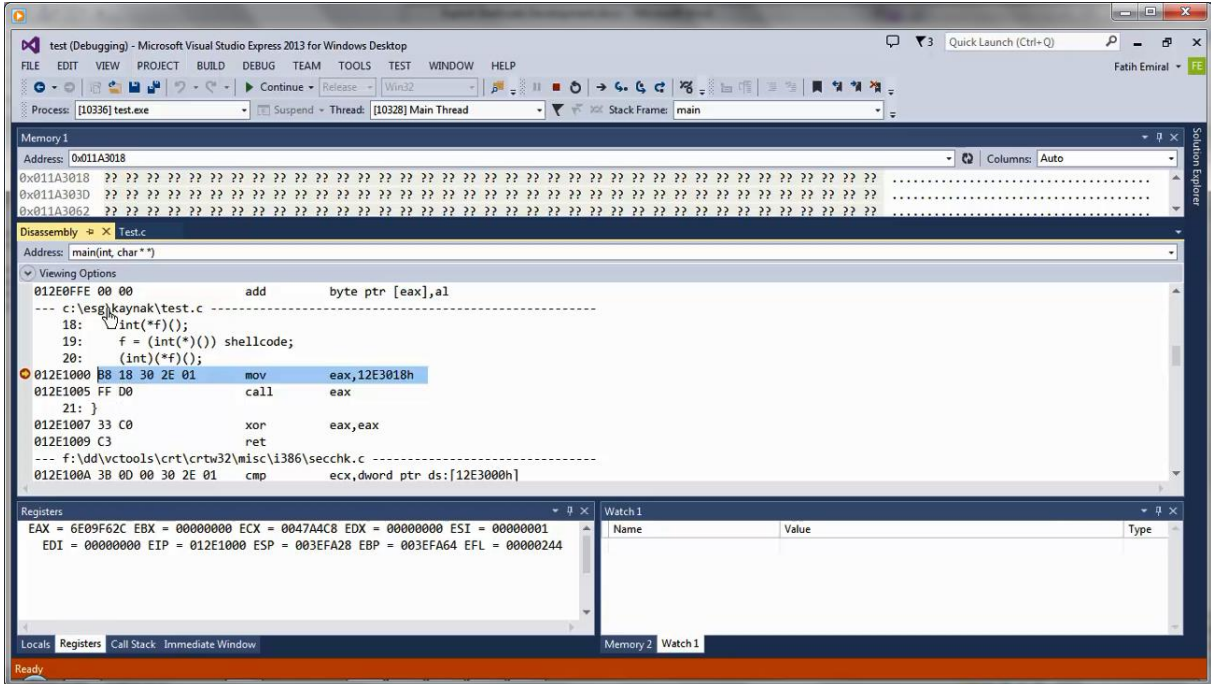 test (Debugging) - Microsoft Visual Studio Express 2013 for Windows Desktop
3 Quick Launch (Ctrl+Q)
FILE EDIT VIEW PROJECT BUILD DEBUG TEAM TOOLS TEST WINDOW HELP
Fatih Emiral FE
Continue Release Win32
Process: [10336] test.exe Suspend Thread: [10328] Main Thread Stack Frame: main
Memory 1
Address: 0x011A3018 Columns: Auto
0x011A3018 ?? ?? ?? ?? ?? ?? ?? ?? ?? ?? ?? ?? ?? ?? ?? ?? ?? ?? ?? ?? ?? ?? ?? ?? ?? ?? ?? ?? ?? ?? ?? ?? ?? ?? ?? ?? ?? .....................................
0x011A303D ?? ?? ?? ?? ?? ?? ?? ?? ?? ?? ?? ?? ?? ?? ?? ?? ?? ?? ?? ?? ?? ?? ?? ?? ?? ?? ?? ?? ?? ?? ?? ?? ?? ?? ?? ?? ?? .....................................
0x011A3062 ?? ?? ?? ?? ?? ?? ?? ?? ?? ?? ?? ?? ?? ?? ?? ?? ?? ?? ?? ?? ?? ?? ?? ?? ?? ?? ?? ?? ?? ?? ?? ?? ?? ?? ?? ?? ?? .....................................
Solution Explorer
Disassembly Test.c
Address: main(int, char * *)
Viewing Options
012E0FFE 00 00 add byte ptr [eax],al
--- c:\esg\kaynak\test.c ---------------------------------------------------
18: int(*f)();
19: f = (int(*)()) shellcode;
20: (int)(*f)();
012E1000 B8 18 30 2E 01 mov eax,12E3018h
012E1005 FF D0 call eax
21: }
012E1007 33 C0 xor eax,eax
012E1009 C3 ret
--- f:\dd\vctools\crt\crtw32\misc\i386\secchk.c ------------------------------
012E100A 3B 0D 00 30 2E 01 cmp ecx,dword ptr ds:[12E3000h]
Registers
EAX = 6E09F62C EBX = 00000000 ECX = 0047A4C8 EDX = 00000000 ESI = 00000001
EDI = 00000000 EIP = 012E1000 ESP = 003EFA28 EBP = 003EFA64 EFL = 00000244
Watch 1
Name Value Type
Locals Registers Call Stack Immediate Window
Memory 2 Watch 1
Ready